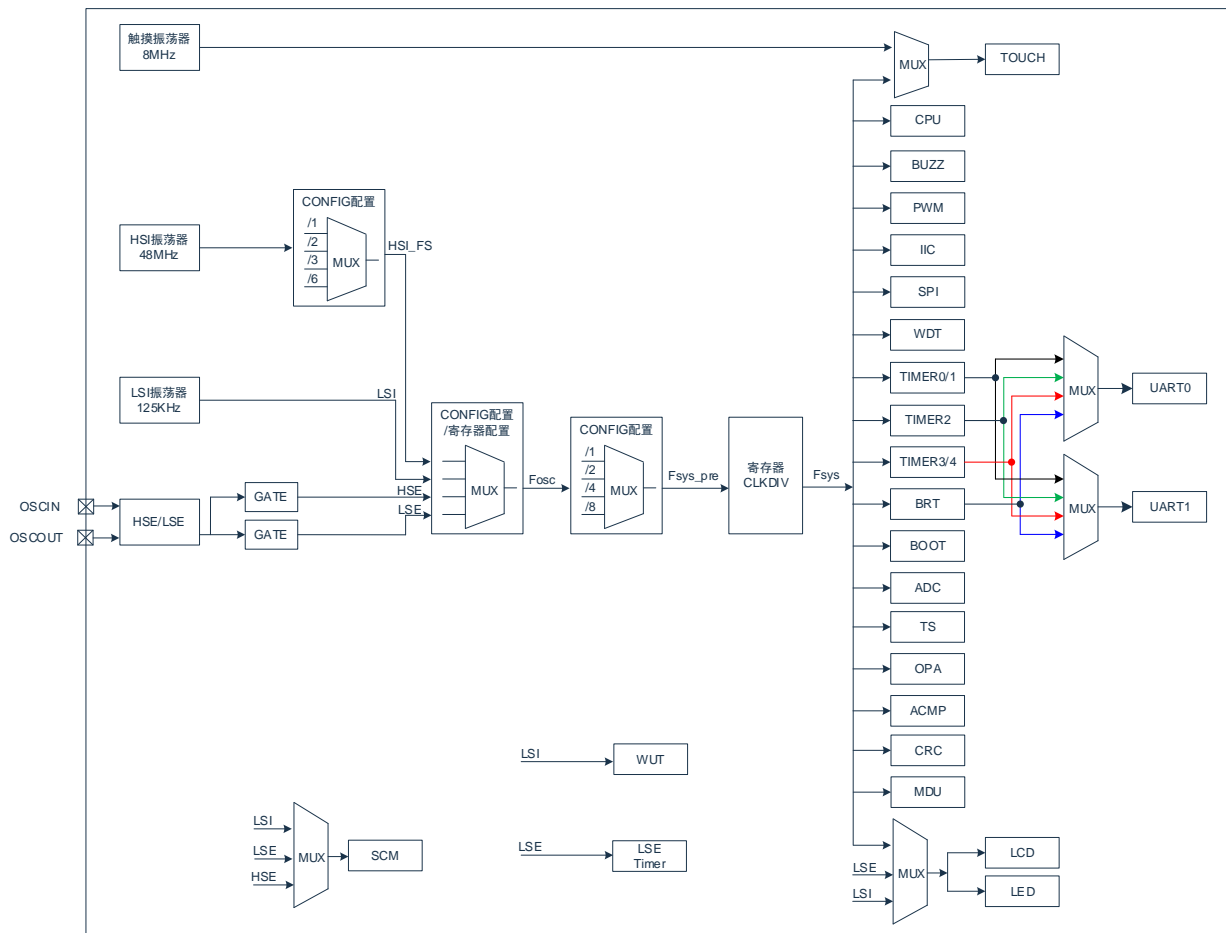 触摸振荡器
8MHz
MUX
TOUCH
CPU
BUZZ
PWM
IIC
SPI
WDT
TIMER0/1
TIMER2
TIMER3/4
BRT
BOOT
ADC
TS
OPA
ACMP
CRC
MDU
HSI振荡器
48MHz
CONFIG配置
/1
/2
/3
/6
MUX
HSI_FS
LSI振荡器
125KHz
LSI
OSCIN
OSCOUT
HSE/LSE
GATE
GATE
HSE
LSE
CONFIG配置
/寄存器配置
MUX
Fosc
CONFIG配置
/1
/2
/4
/8
MUX
Fsys_pre
寄存器
CLKDIV
Fsys
MUX
UART0
MUX
UART1
LSI
WUT
LSI
LSE
HSE
MUX
SCM
LSE
LSE
Timer
LSE
LSI
MUX
LCD
LED